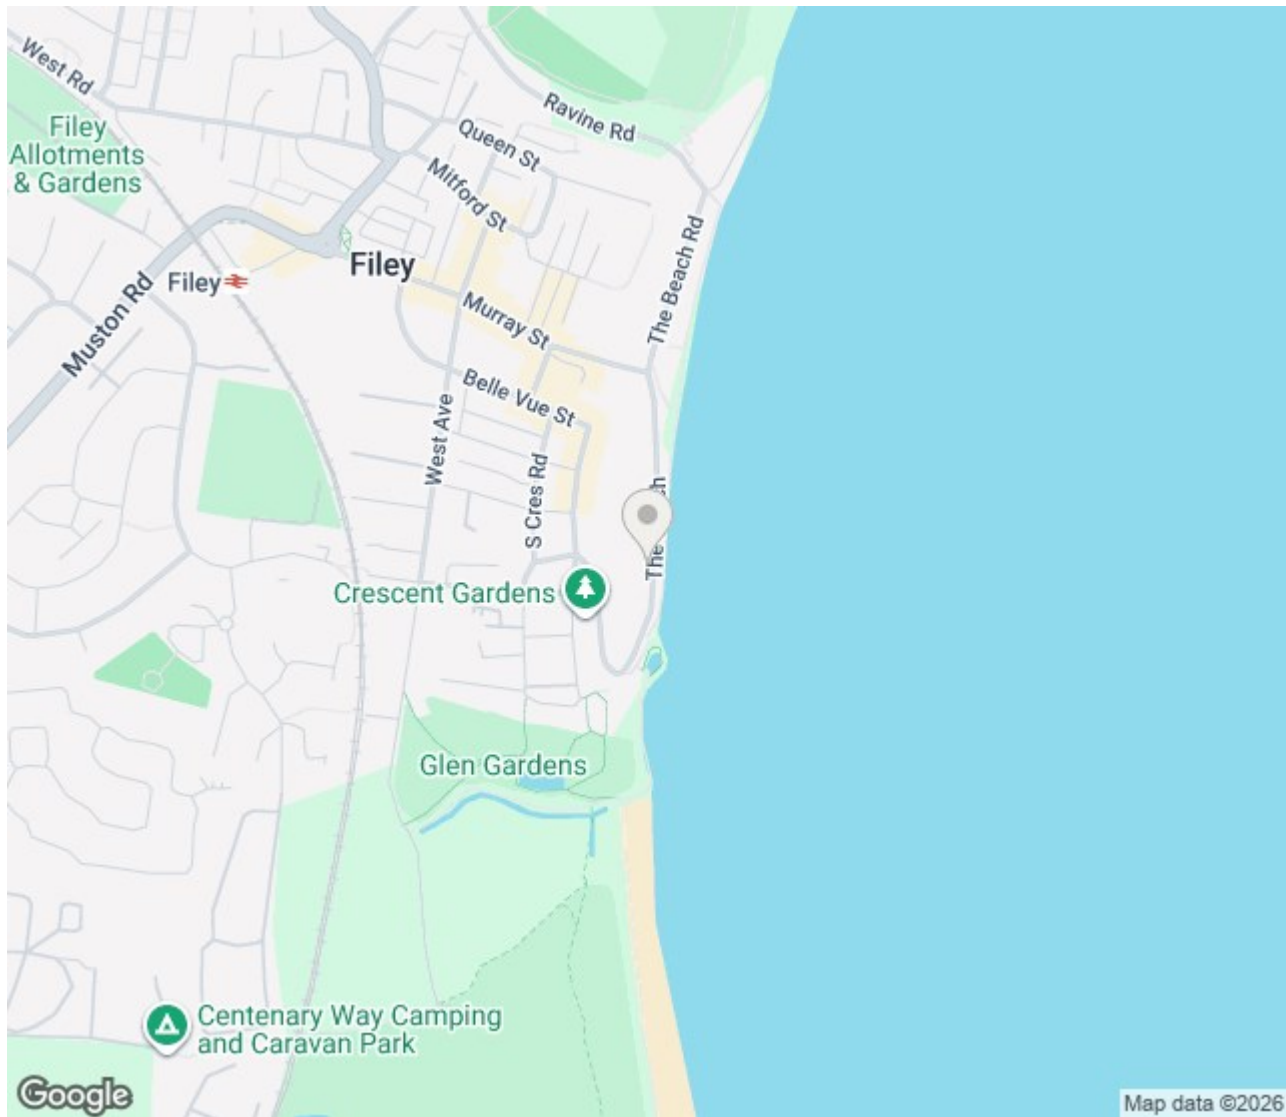 West Rd
Filey
Allotments
& Gardens
Ravine Rd
Queen St
Mitford St
Filey
Filey
Muston Rd
Murray St
The Beach Rd
Belle Vue St
West Ave
S Cres Rd
The
Crescent Gardens
Glen Gardens
Centenary Way Camping
and Caravan Park
Google
Map data ©2026